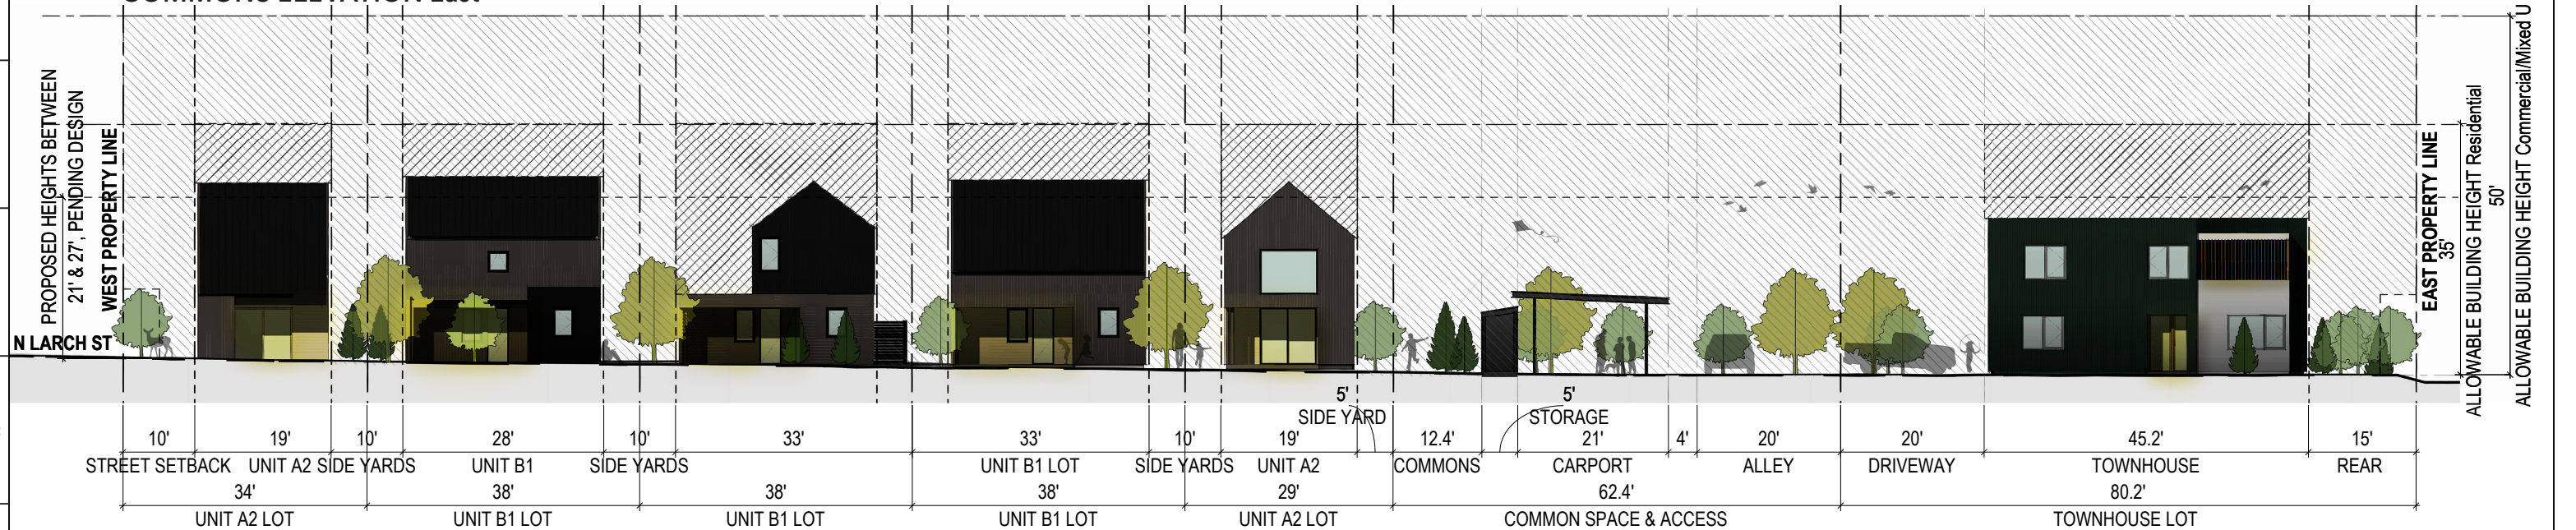 COMMONS ELEVATION East
PROPOSED HEIGHTS BETWEEN
21' & 27', PENDING DESIGN
WEST PROPERTY LINE
N LARCH ST
EAST PROPERTY LINE
35'
ALLOWABLE BUILDING HEIGHT Residential
50'
ALLOWABLE BUILDING HEIGHT Commercial/Mixed U
5'
SIDE YARD
5'
STORAGE
10' 19' 10' 28' 10' 33' 33' 10' 19' 12.4' 21' 4' 20' 20' 45.2' 15'
STREET SETBACK UNIT A2 SIDE YARDS UNIT B1 SIDE YARDS UNIT B1 LOT SIDE YARDS UNIT A2 COMMONS CARPORT ALLEY DRIVEWAY TOWNHOUSE REAR
34' 38' 38' 38' 29' 62.4' 80.2'
UNIT A2 LOT UNIT B1 LOT UNIT B1 LOT UNIT B1 LOT UNIT A2 LOT COMMON SPACE & ACCESS TOWNHOUSE LOT